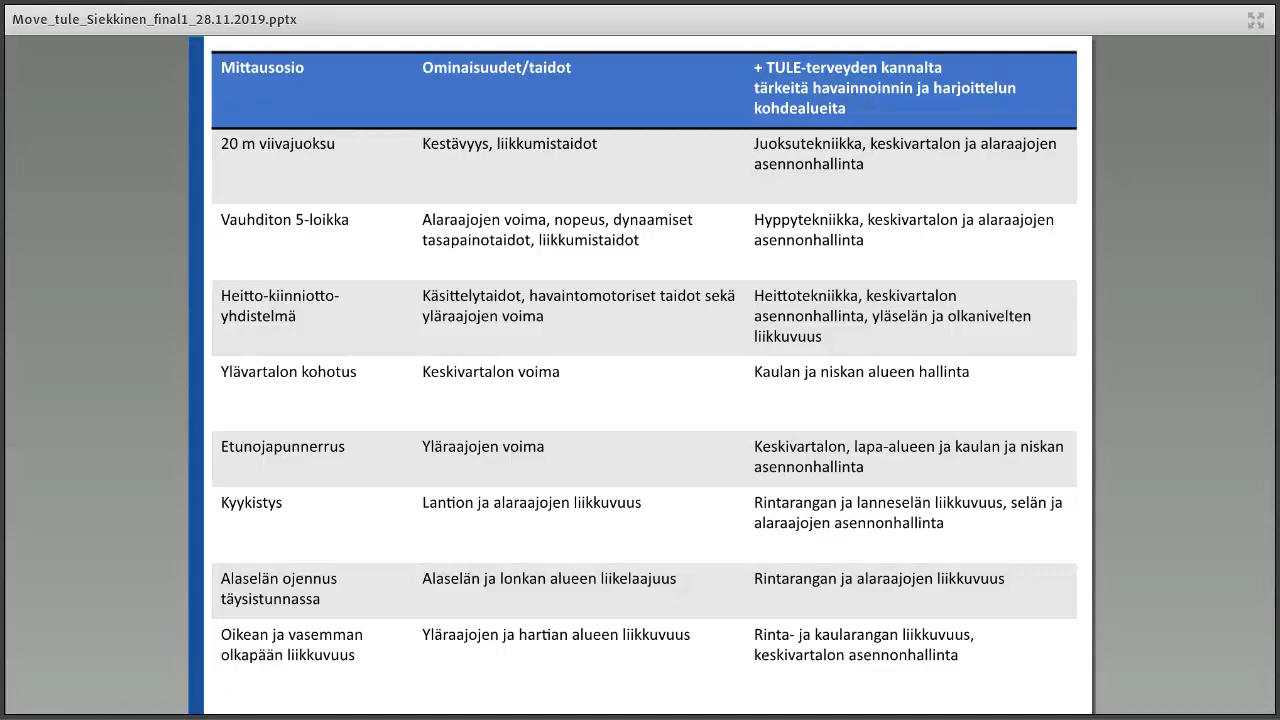 Move_tule_Siekkinen_final1_28.11.2019.pptx
Mittausosio
Ominaisuudet/taidot
+ TULE-terveyden kannalta
tärkeitä havainnoinnin ja harjoittelun
kohdealueita
20 m viivajuoksu
Kestävyys, liikkumistaidot
Juoksutekniikka, keskivartalon ja alaraajojen
asennonhallinta
Vauhditon 5-loikka
Alaraajojen voima, nopeus, dynaamiset
tasapainotaidot, liikkumistaidot
Hyppytekniikka, keskivartalon ja alaraajojen
asennonhallinta
Heitto-kiinniotto-
yhdistelmä
Käsittelytaidot, havaintomotoriset taidot sekä
yläraajojen voima
Heittotekniikka, keskivartalon
asennonhallinta, yläselän ja olkanivelten
liikkuvuus
Ylävartalon kohotus
Keskivartalon voima
Kaulan ja niskan alueen hallinta
Etunojapunnerrus
Yläraajojen voima
Keskivartalon, lapa-alueen ja kaulan ja niskan
asennonhallinta
Kyykistys
Lantion ja alaraajojen liikkuvuus
Rintarangan ja lanneselän liikkuvuus, selän ja
alaraajojen asennonhallinta
Alaselän ojennus
täysistunnassa
Alaselän ja lonkan alueen liikelaajuus
Rintarangan ja alaraajojen liikkuvuus
Oikean ja vasemman
olkapään liikkuvuus
Yläraajojen ja hartian alueen liikkuvuus
Rinta- ja kaularangan liikkuvuus,
keskivartalon asennonhallinta